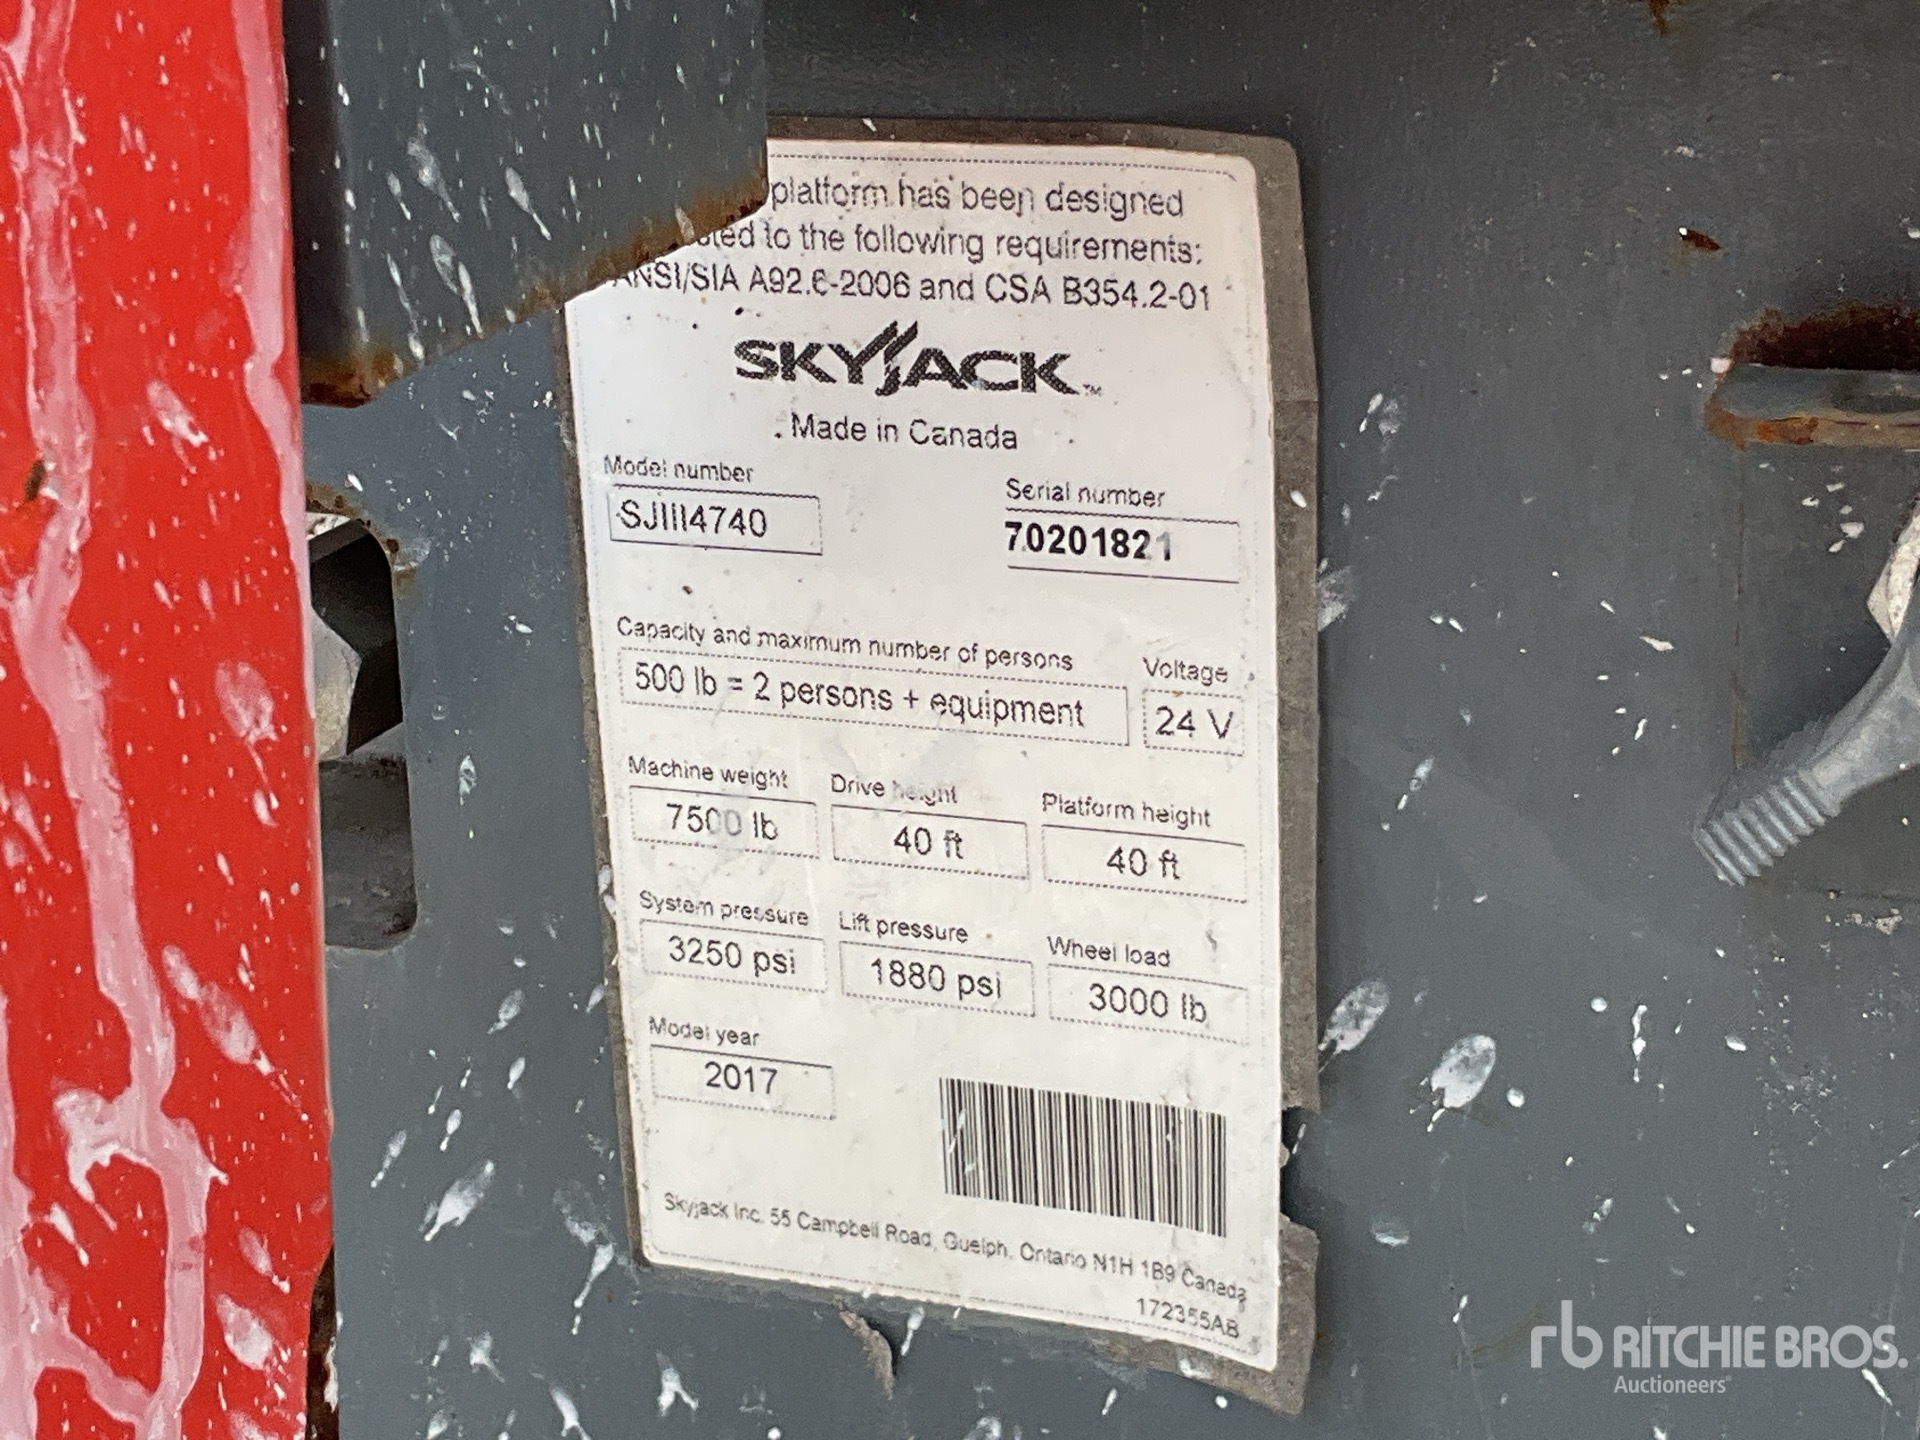 platform has been designed
to the following requirements:
ANSI/SIA A92.6-2006 and CSA B354.2-01
SKYJACK™
Made in Canada
Model number
SJIII4740
Serial number
70201821
Capacity and maximum number of persons
500 lb = 2 persons + equipment
Voltage
24 V
Machine weight
7500 lb
Drive height
40 ft
Platform height
40 ft
System pressure
3250 psi
Lift pressure
1880 psi
Wheel load
3000 lb
Model year
2017
Skyjack Inc. 55 Campbell Road, Guelph, Ontario N1H 1B9 Canada
172355AB
rb RITCHIE BROS.
Auctioneers